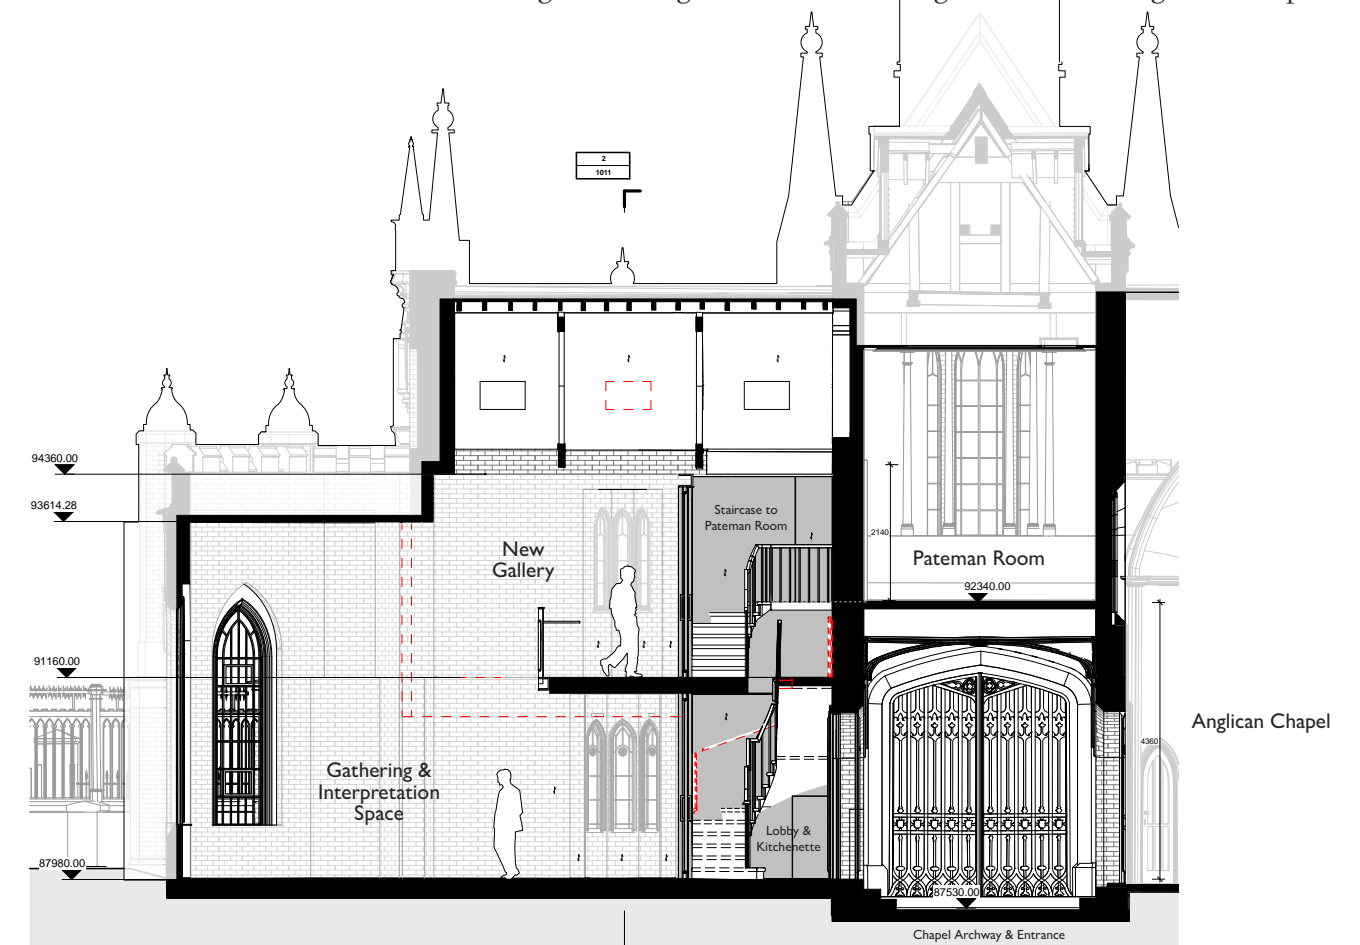 2
1011
94360.00
93614.28
Staircase to
Pateman Room
2140
New
Gallery
Pateman Room
92340.00
91160.00
Anglican Chapel
4360
Gathering &
Interpretation
Space
Lobby &
Kitchenette
87980.00
87530.00
Chapel Archway & Entrance